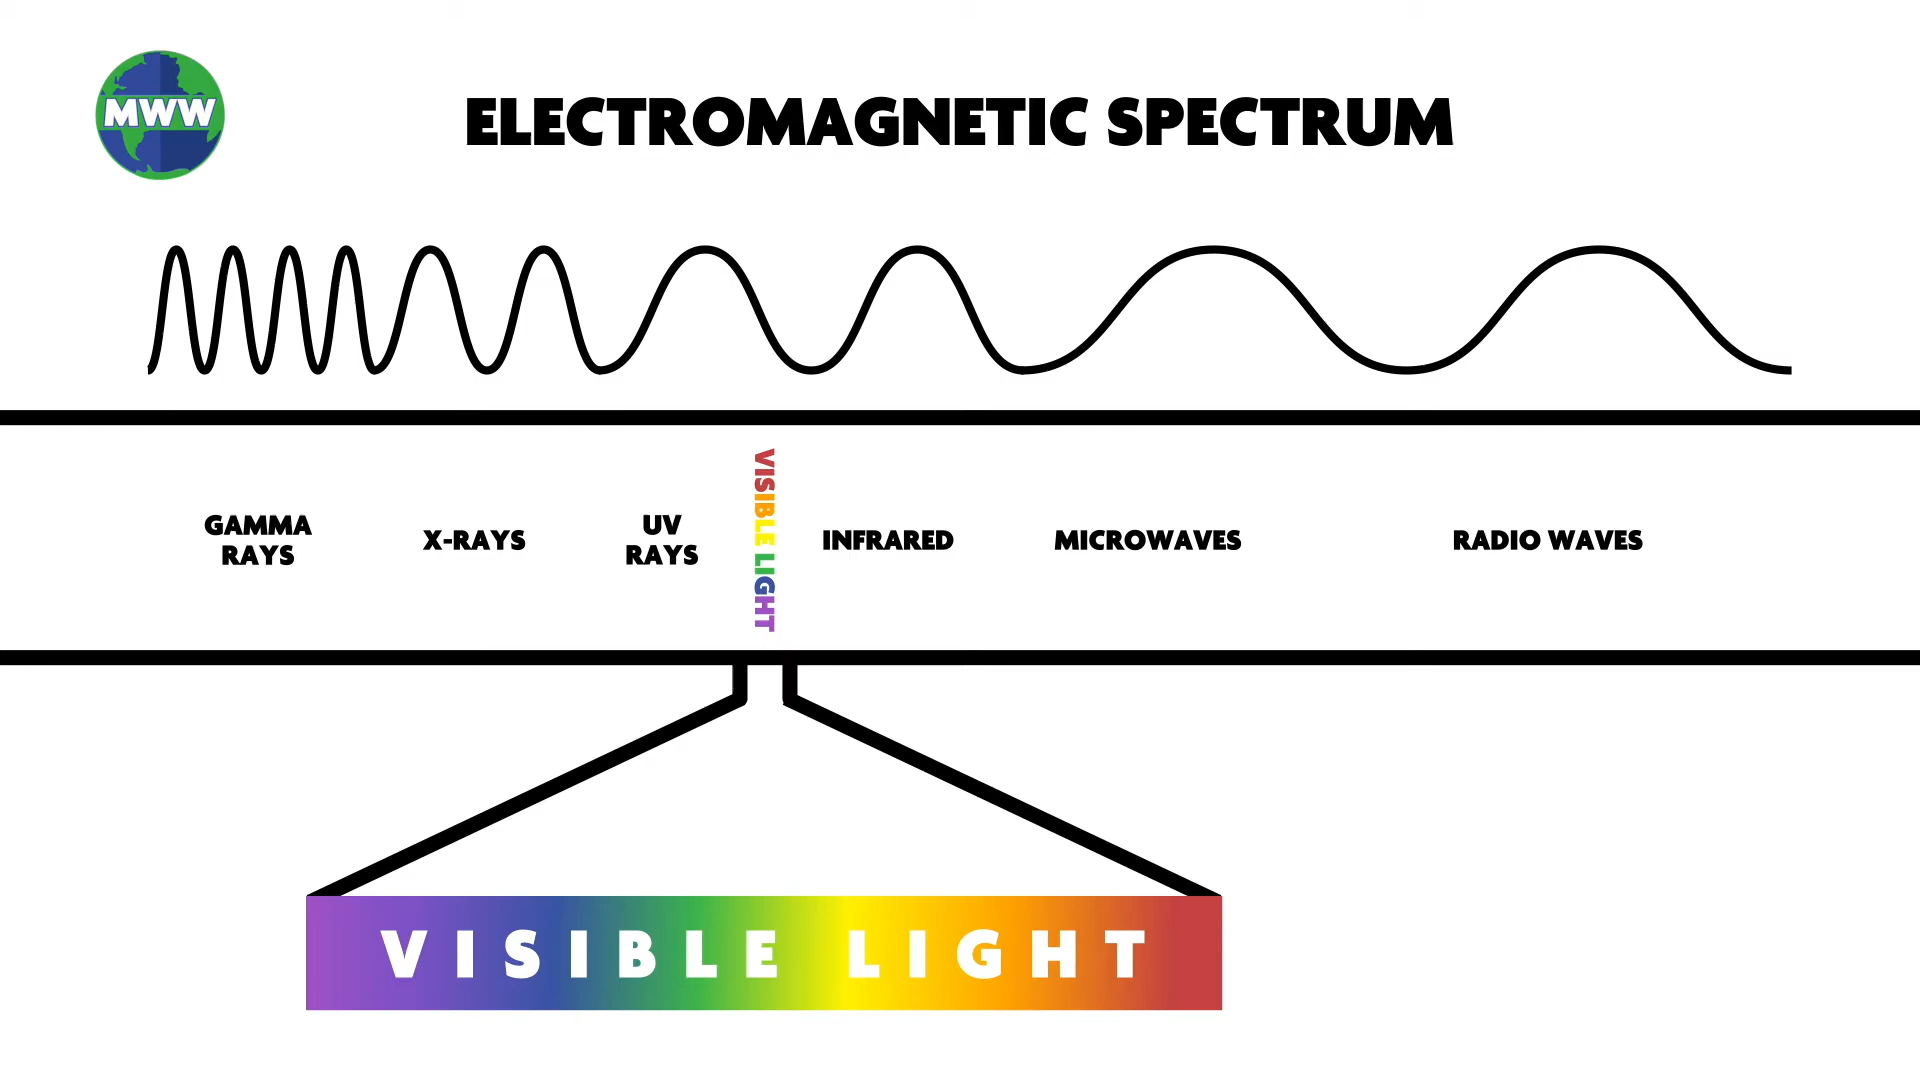 MWW
ELECTROMAGNETIC SPECTRUM
GAMMA
RAYS
X-RAYS
UV
RAYS
VISIBLE LIGHT
INFRARED
MICROWAVES
RADIO WAVES
VISIBLE LIGHT